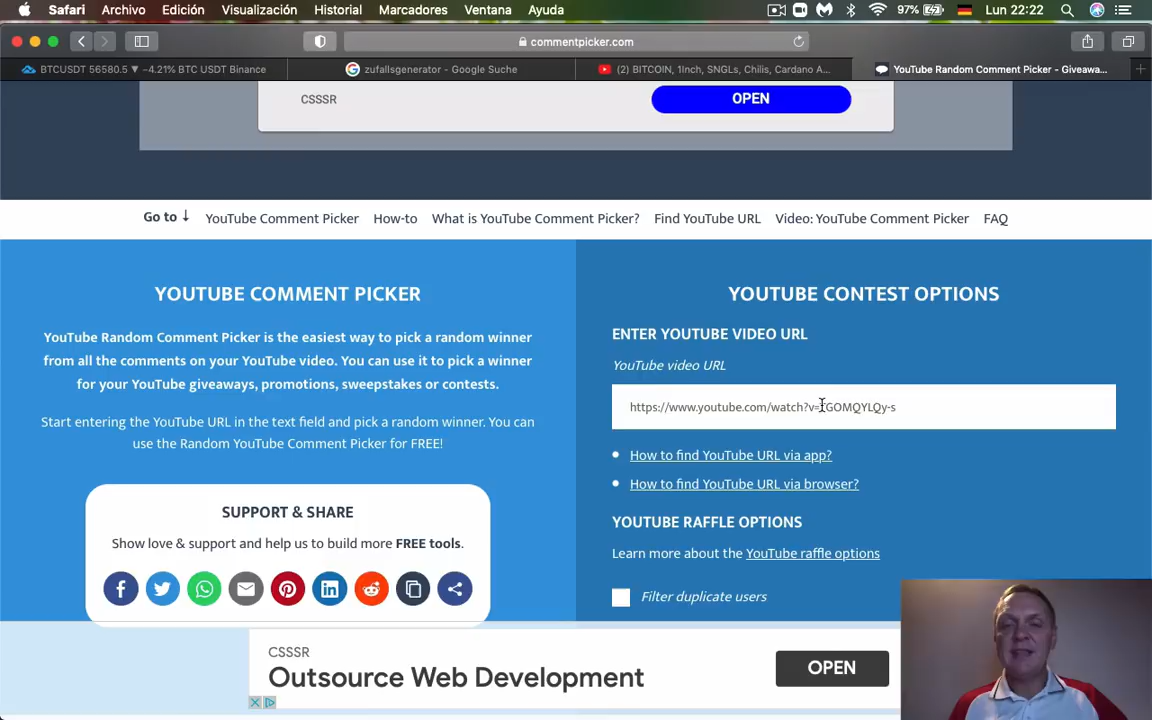 Safari Archivo Edición Visualización Historial Marcadores Ventana Ayuda 97% Lun 22:22
commentpicker.com
BTCUSDT 56580.5 ▼ −4.21% BTC USDT Binance
zufallsgenerator - Google Suche
(2) BITCOIN, 1Inch, SNGLs, Chilis, Cardano A...
YouTube Random Comment Picker - Giveawa...
CSSSR
OPEN
Go to ↓ YouTube Comment Picker How-to What is YouTube Comment Picker? Find YouTube URL Video: YouTube Comment Picker FAQ
YOUTUBE COMMENT PICKER
YouTube Random Comment Picker is the easiest way to pick a random winner
from all the comments on your YouTube video. You can use it to pick a winner
for your YouTube giveaways, promotions, sweepstakes or contests.
Start entering the YouTube URL in the text field and pick a random winner. You can
use the Random YouTube Comment Picker for FREE!
SUPPORT & SHARE
Show love & support and help us to build more FREE tools.
YOUTUBE CONTEST OPTIONS
ENTER YOUTUBE VIDEO URL
YouTube video URL
How to find YouTube URL via app?
How to find YouTube URL via browser?
YOUTUBE RAFFLE OPTIONS
Learn more about the YouTube raffle options
Filter duplicate users
CSSSR
Outsource Web Development
OPEN